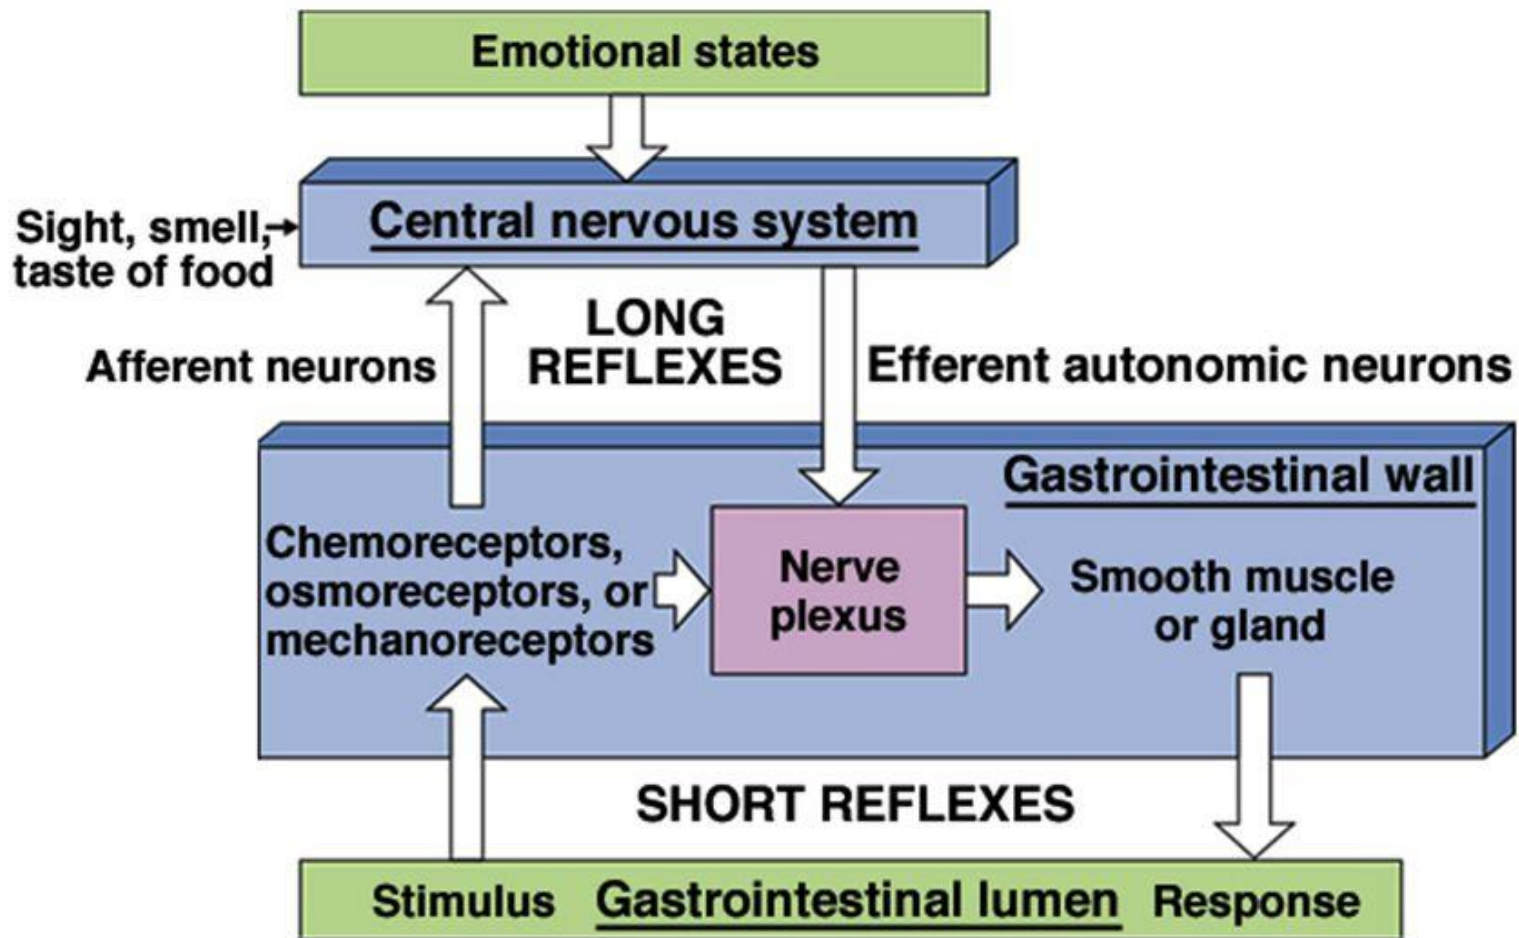 Emotional states
Sight, smell,
taste of food
Central nervous system
LONG
REFLEXES
Afferent neurons
Efferent autonomic neurons
Gastrointestinal wall
Chemoreceptors,
osmoreceptors, or
mechanoreceptors
Nerve
plexus
Smooth muscle
or gland
SHORT REFLEXES
Stimulus Gastrointestinal lumen Response